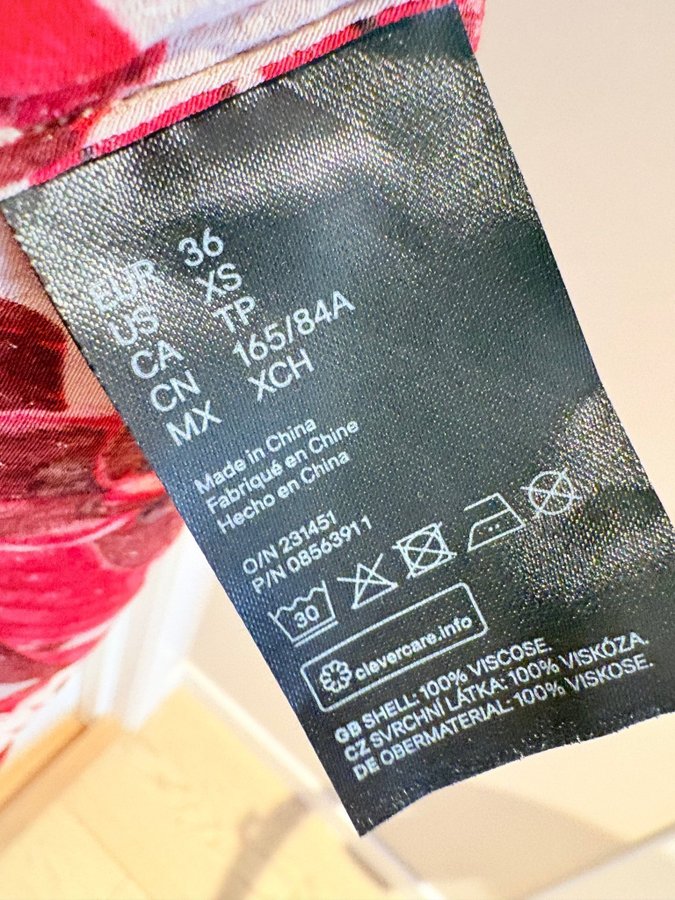 EUR 36
US XS
CA TP
CN 165/84A
MX XCH
Made in China
Fabriqué en Chine
Hecho en China
O/N 231451
P/N 08563911
30
clevercare.info
GB SHELL: 100% VISCOSE.
CZ SVRCHNÍ LÁTKA: 100% VISKÓZA.
DE OBERMATERIAL: 100% VISKOSE.